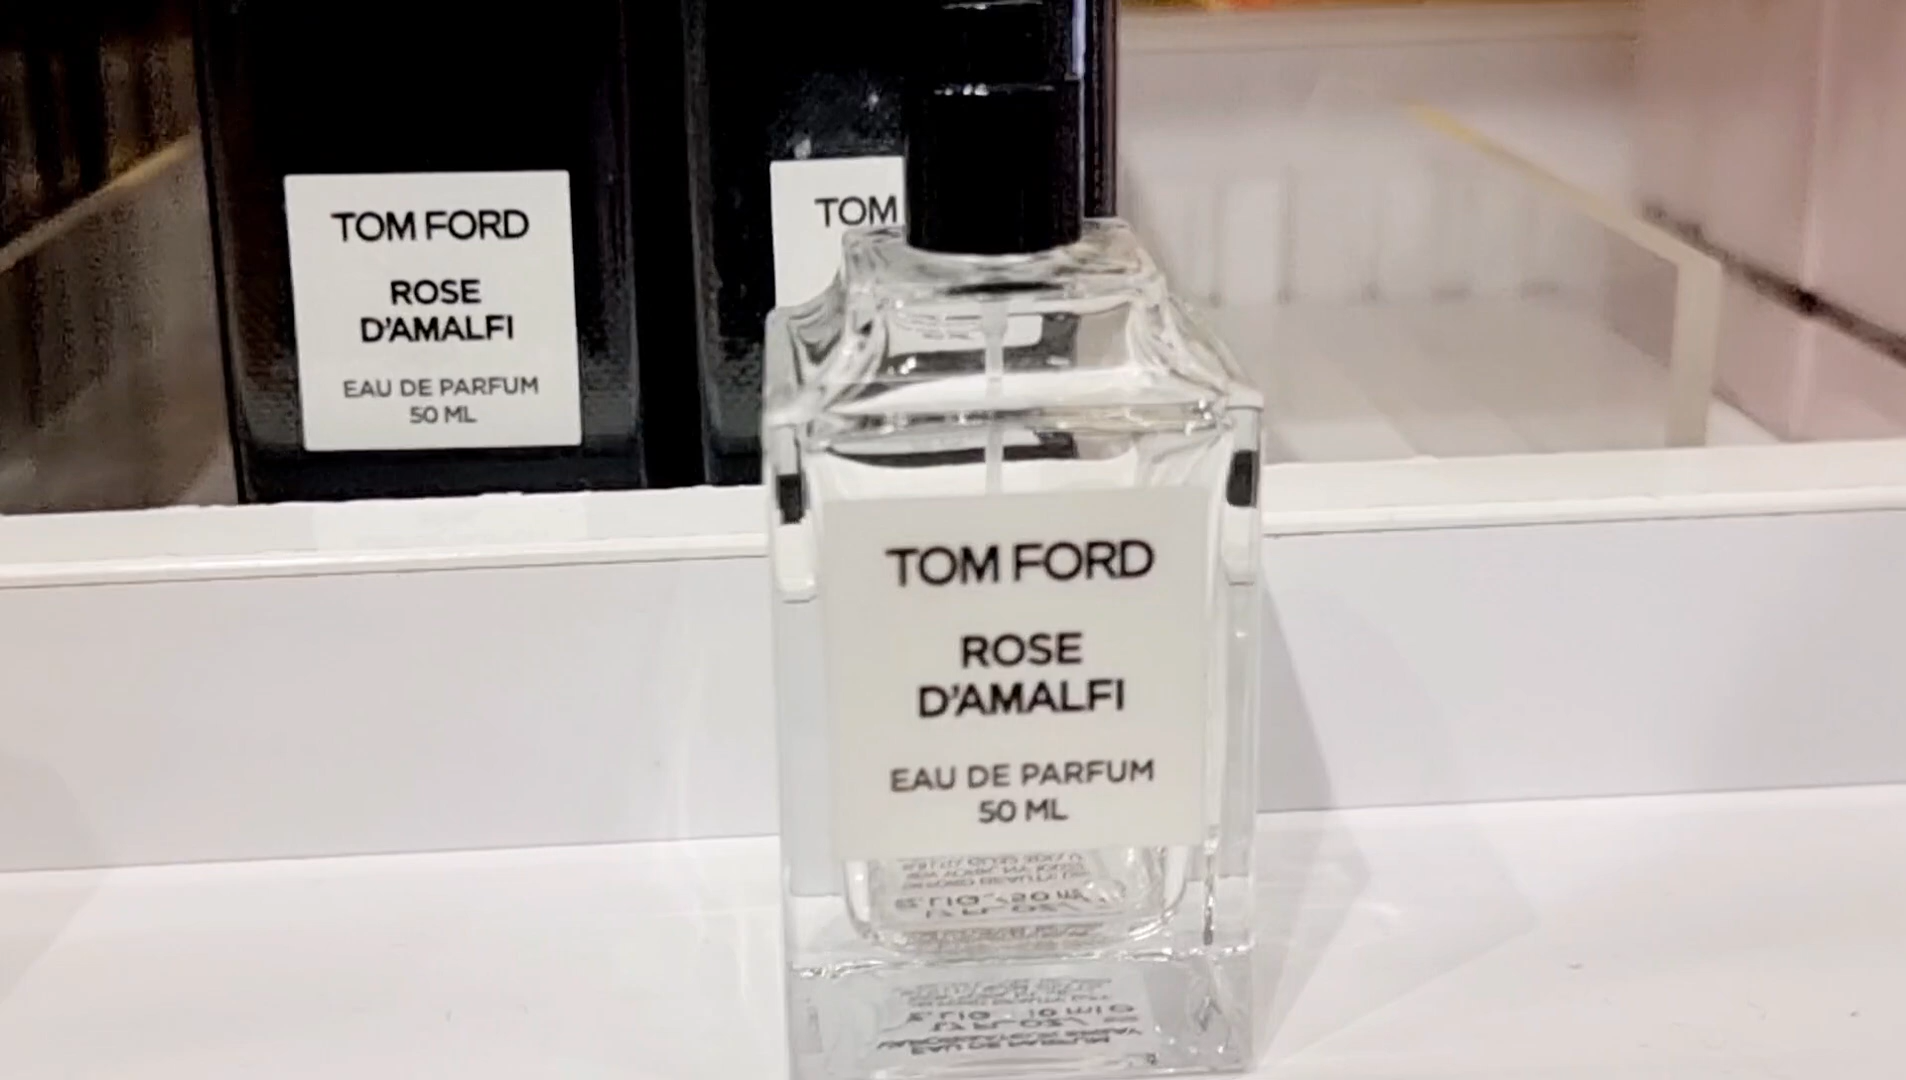 TOM FORD
ROSE
D'AMALFI
EAU DE PARFUM
50 ML
TOM
TOM FORD
ROSE
D'AMALFI
EAU DE PARFUM
50 ML